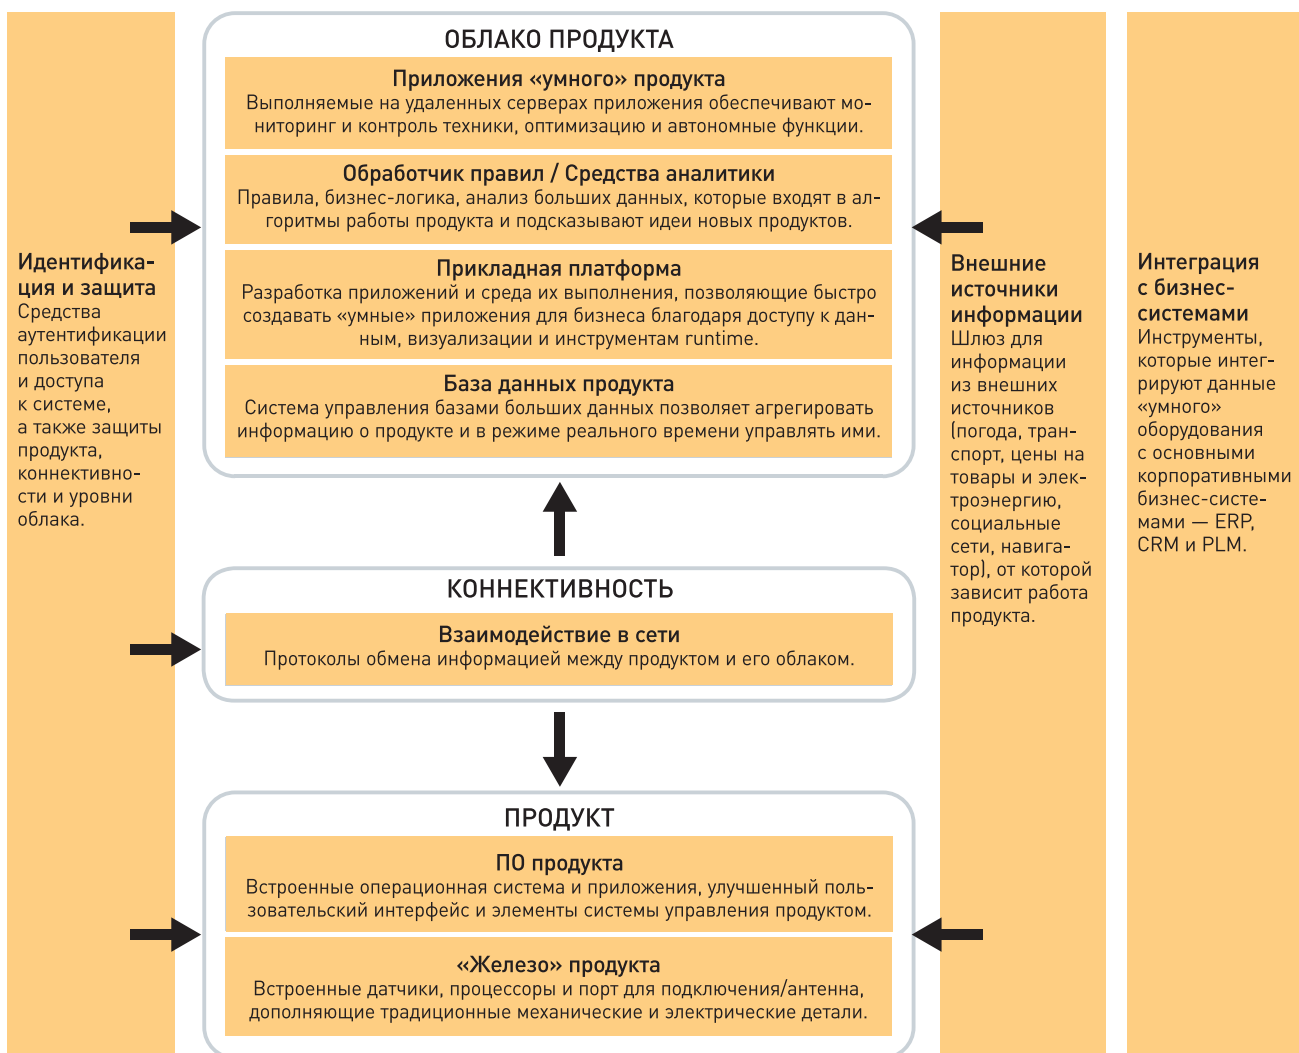 ОБЛАКО ПРОДУКТА
Приложения «умного» продукта
Выполняемые на удаленных серверах приложения обеспечивают мо-
ниторинг и контроль техники, оптимизацию и автономные функции.
Обработчик правил / Средства аналитики
Правила, бизнес-логика, анализ больших данных, которые входят в ал-
горитмы работы продукта и подсказывают идеи новых продуктов.
Прикладная платформа
Разработка приложений и среда их выполнения, позволяющие быстро
создавать «умные» приложения для бизнеса благодаря доступу к дан-
ным, визуализации и инструментам runtime.
База данных продукта
Система управления базами больших данных позволяет агрегировать
информацию о продукте и в режиме реального времени управлять ими.
КОННЕКТИВНОСТЬ
Взаимодействие в сети
Протоколы обмена информацией между продуктом и его облаком.
ПРОДУКТ
ПО продукта
Встроенные операционная система и приложения, улучшенный поль-
зовательский интерфейс и элементы системы управления продуктом.
«Железо» продукта
Встроенные датчики, процессоры и порт для подключения/антенна,
дополняющие традиционные механические и электрические детали.
Идентифика-
ция и защита
Средства
аутентификации
пользователя
и доступа
к системе,
а также защиты
продукта,
коннективно-
сти и уровни
облака.
Внешние
источники
информации
Шлюз для
информации
из внешних
источников
(погода, тран-
спорт, цены на
товары и элек-
троэнергию,
социальные
сети, навига-
тор), от которой
зависит работа
продукта.
Интеграция
с бизнес-
системами
Инструменты,
которые интег-
рируют данные
«умного»
оборудования
с основными
корпоративными
бизнес-систе-
мами — ERP,
CRM и PLM.